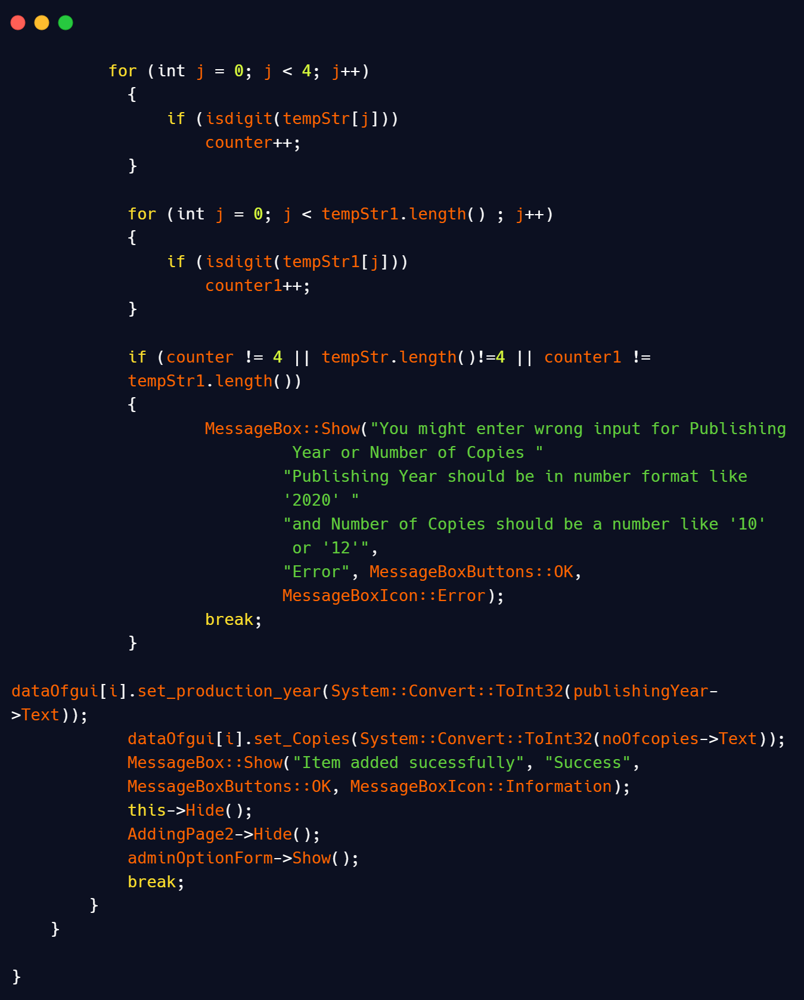 for (int j = 0; j < 4; j++)
{
if (isdigit(tempStr[j]))
counter++;
}
for (int j = 0; j < tempStr1.length() ; j++)
{
if (isdigit(tempStr1[j]))
counter1++;
}
if (counter != 4 || tempStr.length()!=4 || counter1 !=
tempStr1.length())
{
MessageBox::Show("You might enter wrong input for Publishing
Year or Number of Copies "
"Publishing Year should be in number format like
'2020' "
"and Number of Copies should be a number like '10'
or '12'",
"Error", MessageBoxButtons::OK,
MessageBoxIcon::Error);
break;
}
dataOfgui[i].set_production_year(System::Convert::ToInt32(publishingYear-
>Text));
dataOfgui[i].set_Copies(System::Convert::ToInt32(noOfcopies->Text));
MessageBox::Show("Item added sucessfully", "Success",
MessageBoxButtons::OK, MessageBoxIcon::Information);
this->Hide();
AddingPage2->Hide();
adminOptionForm->Show();
break;
}
}
}